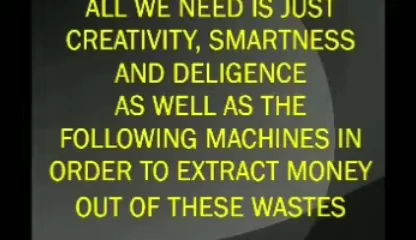 ALL WE NEED IS JUST
CREATIVITY, SMARTNESS
AND DELIGENCE
AS WELL AS THE
FOLLOWING MACHINES IN
ORDER TO EXTRACT MONEY
OUT OF THESE WASTES